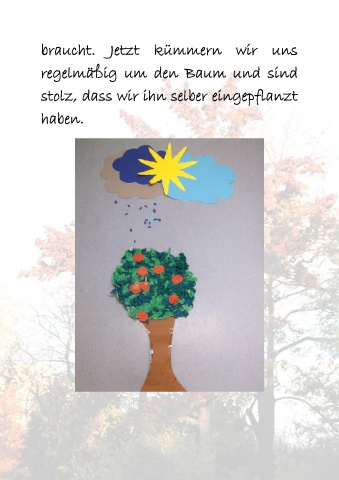 braucht. Jetzt kümmern wir uns
regelmäßig um den Baum und sind
stolz, dass wir ihn selber eingepflanzt
haben.